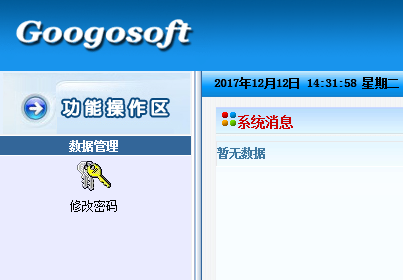 Googosoft
2017年12月12日 14:31:58 星期二
功能操作区
数据管理
修改密码
系统消息
暂无数据